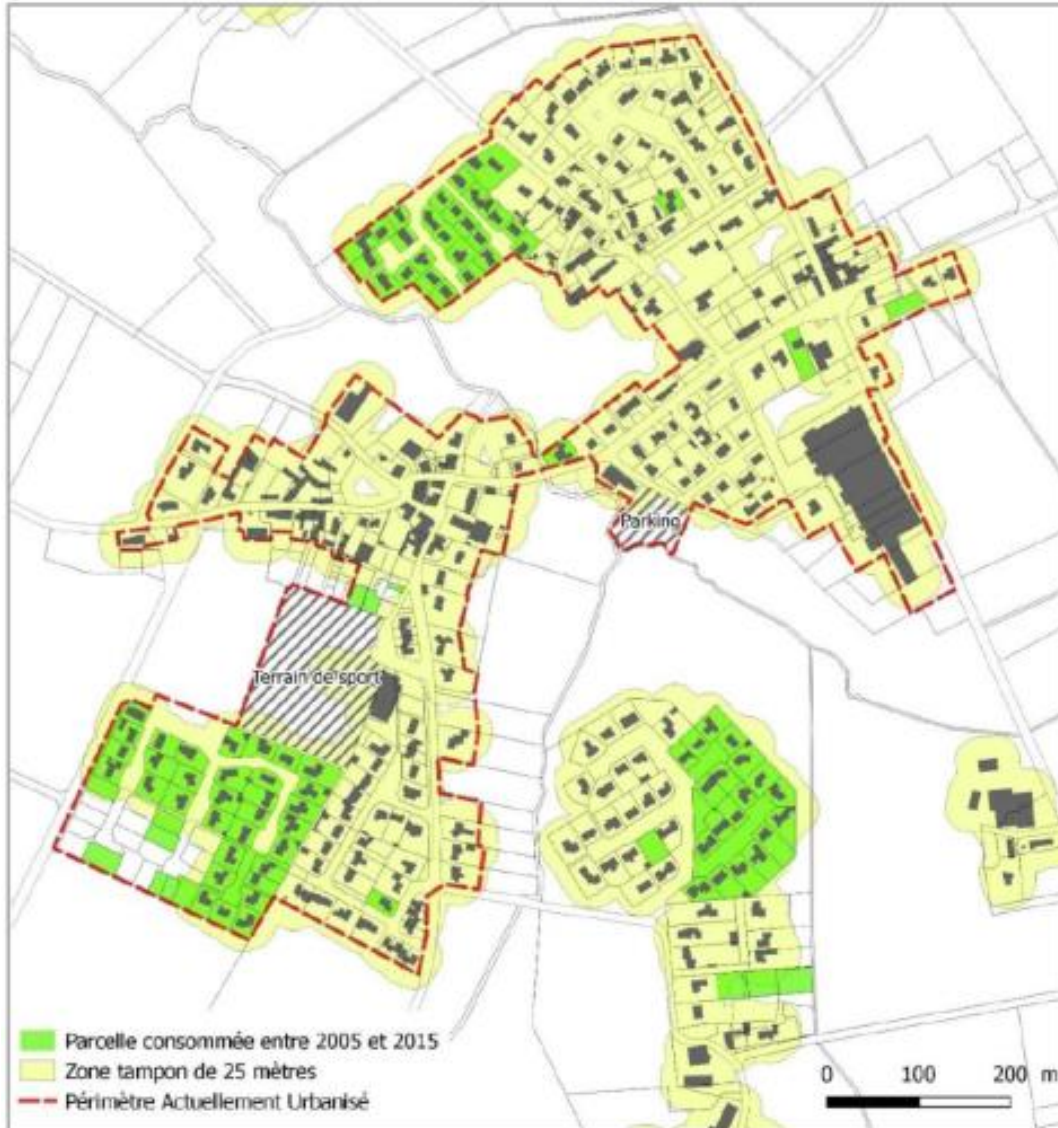 Parking
Terrain de sport
Parcelle consommée entre 2005 et 2015
Zone tampon de 25 mètres
Périmètre Actuellement Urbanisé
0 100 200 m